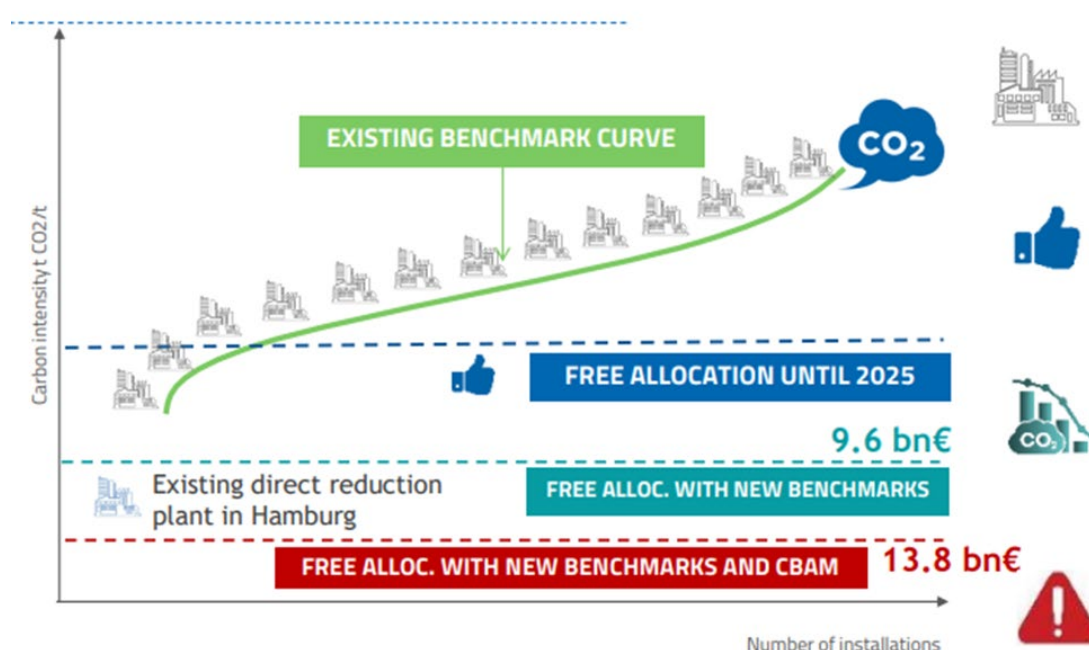 EXISTING BENCHMARK CURVE
CO2
Carbon intensity t CO2/t
FREE ALLOCATION UNTIL 2025
9.6 bn€
CO2
Existing direct reduction
plant in Hamburg
FREE ALLOC. WITH NEW BENCHMARKS
FREE ALLOC. WITH NEW BENCHMARKS AND CBAM
13.8 bn€
Number of installations